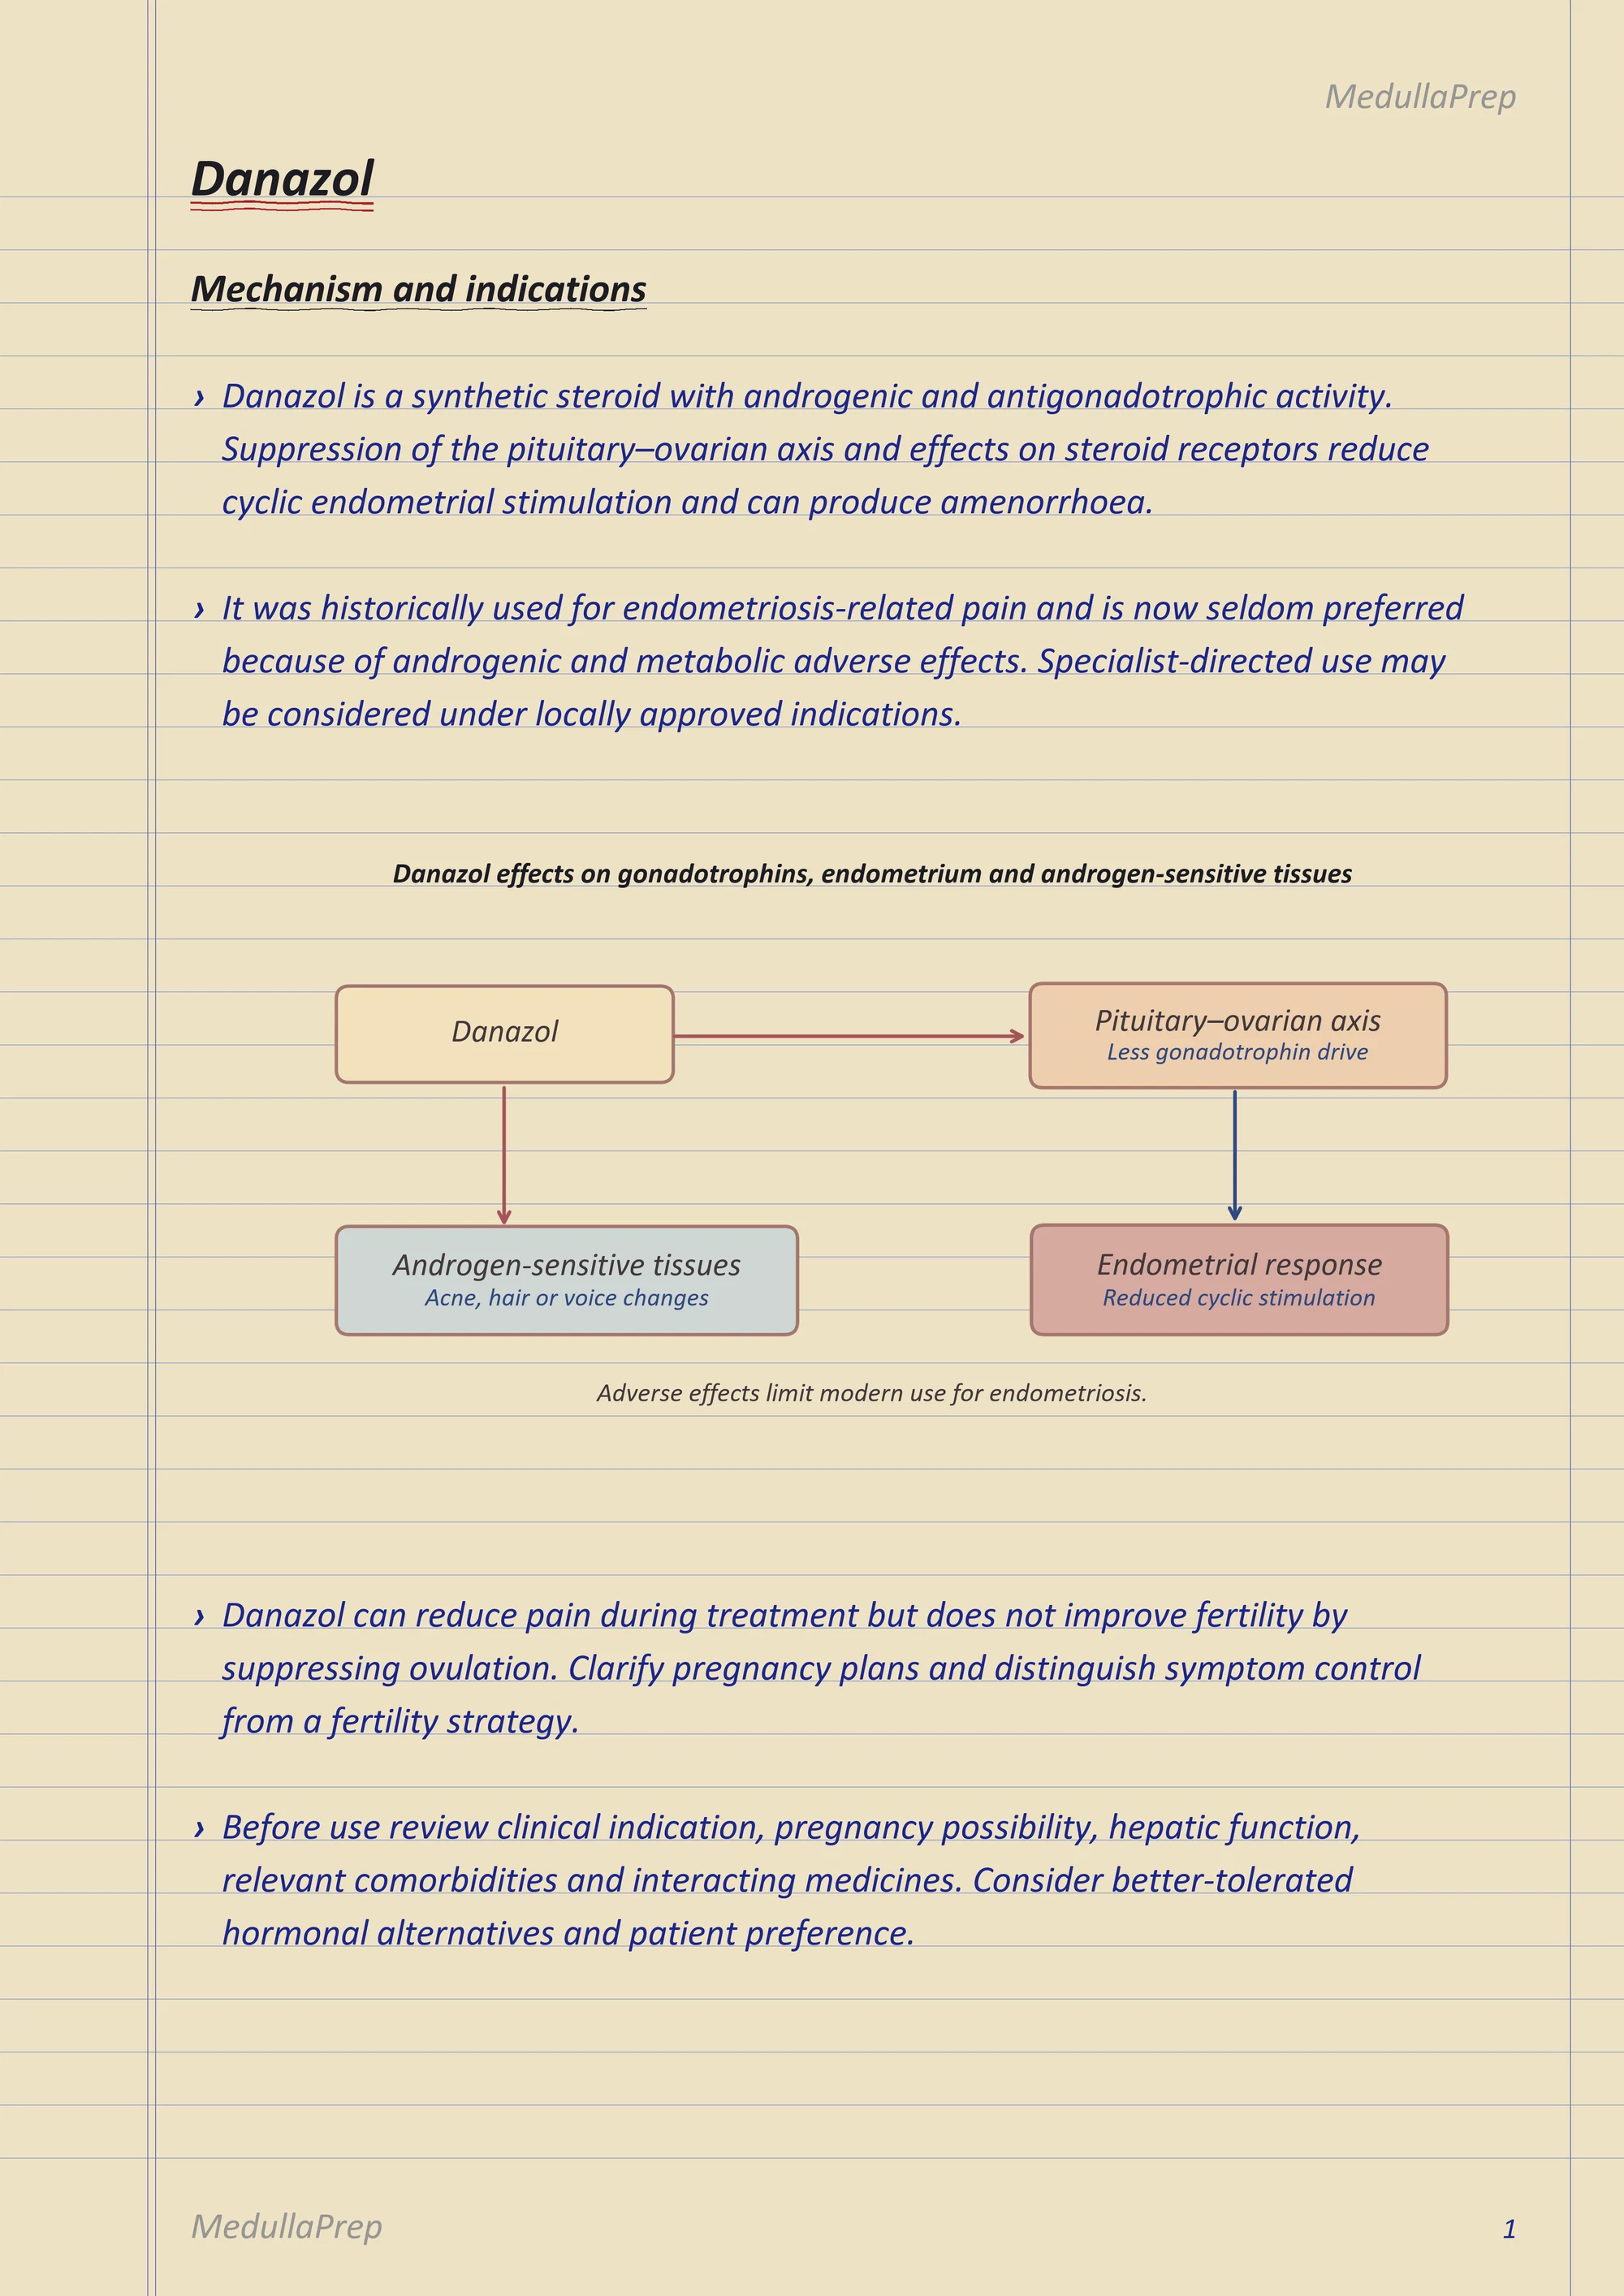 MedullaPrep
Danazol
Mechanism and indications
› Danazol is a synthetic steroid with androgenic and antigonadotrophic activity.
Suppression of the pituitary–ovarian axis and effects on steroid receptors reduce
cyclic endometrial stimulation and can produce amenorrhoea.
› It was historically used for endometriosis-related pain and is now seldom preferred
because of androgenic and metabolic adverse effects. Specialist-directed use may
be considered under locally approved indications.
Danazol effects on gonadotrophins, endometrium and androgen-sensitive tissues
Danazol
Pituitary–ovarian axis
Less gonadotrophin drive
Androgen-sensitive tissues
Acne, hair or voice changes
Endometrial response
Reduced cyclic stimulation
Adverse effects limit modern use for endometriosis.
› Danazol can reduce pain during treatment but does not improve fertility by
suppressing ovulation. Clarify pregnancy plans and distinguish symptom control
from a fertility strategy.
› Before use review clinical indication, pregnancy possibility, hepatic function,
relevant comorbidities and interacting medicines. Consider better-tolerated
hormonal alternatives and patient preference.
MedullaPrep
1